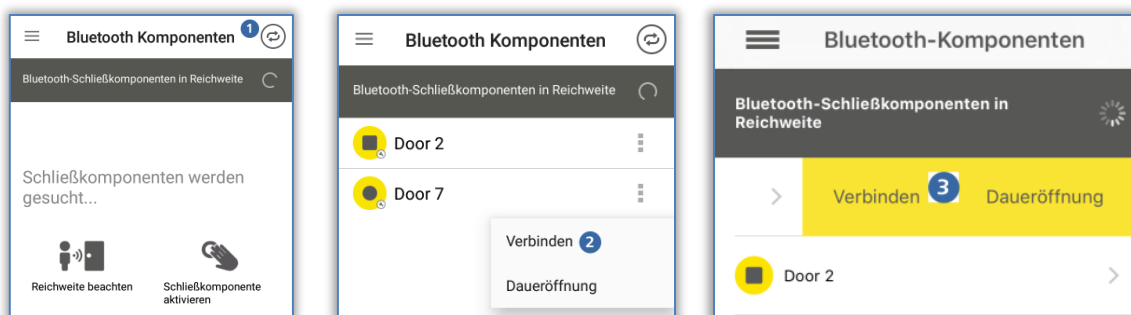 Bluetooth Komponenten 1
Bluetooth-Schließkomponenten in Reichweite
Schließkomponenten werden
gesucht...
Reichweite beachten
Schließkomponente
aktivieren
Bluetooth Komponenten
Bluetooth-Schließkomponenten in Reichweite
Door 2
Door 7
Verbinden 2
Daueröffnung
Bluetooth-Komponenten
Bluetooth-Schließkomponenten in
Reichweite
Verbinden 3 Daueröffnung
Door 2